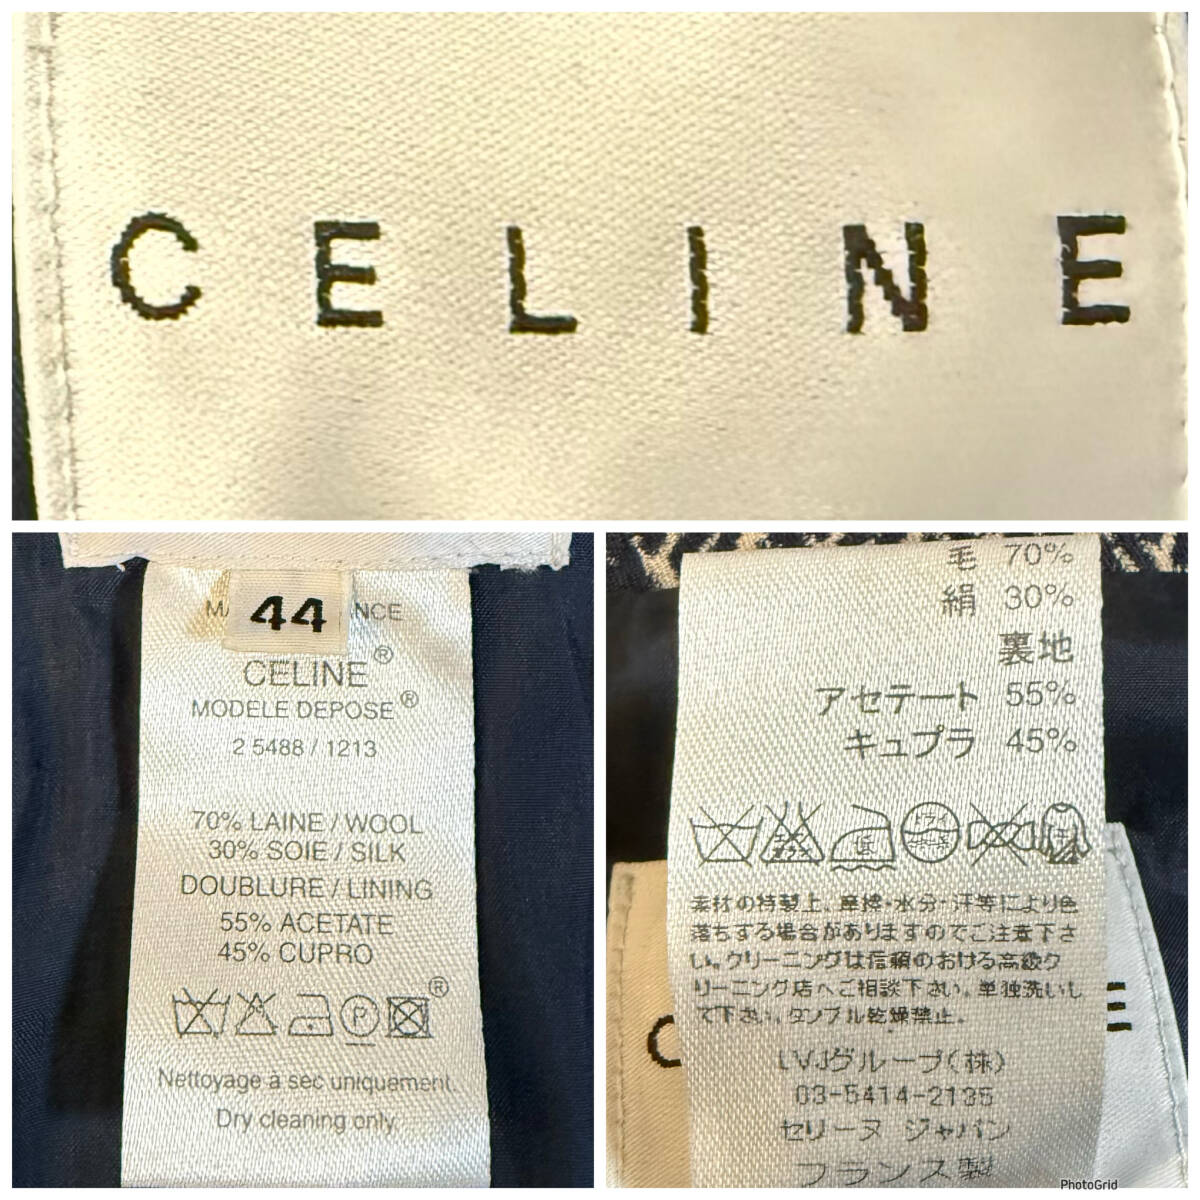 CELINE
44
CELINE®
MODELE DEPOSE®
2 5488 / 1213
70% LAINE / WOOL
30% SOIE / SILK
DOUBLURE / LINING
55% ACETATE
45% CUPRO
P
®
Nettoyage a sec uniquement.
Dry cleaning only.
毛 70%
絹 30%
裏地
アセテート 55%
キュプラ 45%
低
ドライ
素材の特製上、摩擦・水分・汗等により色
落ちする場合がありますのでご注意下さ
い。クリーニングは信頼のおける高級ク
リーニング店へご相談下さい。単独洗いし
て下さい。タンブル乾燥禁止。
LVJグループ(株)
03-5414-2135
セリーヌ ジャパン
フランス製
C E
PhotoGrid